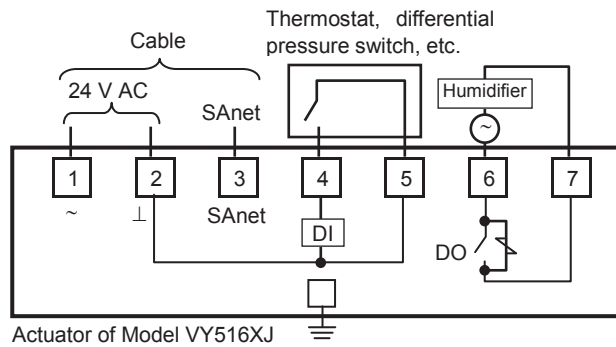 Thermostat, differential
pressure switch, etc.
Cable
24 V AC
SAnet
Humidifier
~
1 2 3 4 5 6 7
~ ⊥ SAnet
DI
DO
Actuator of Model VY516XJ